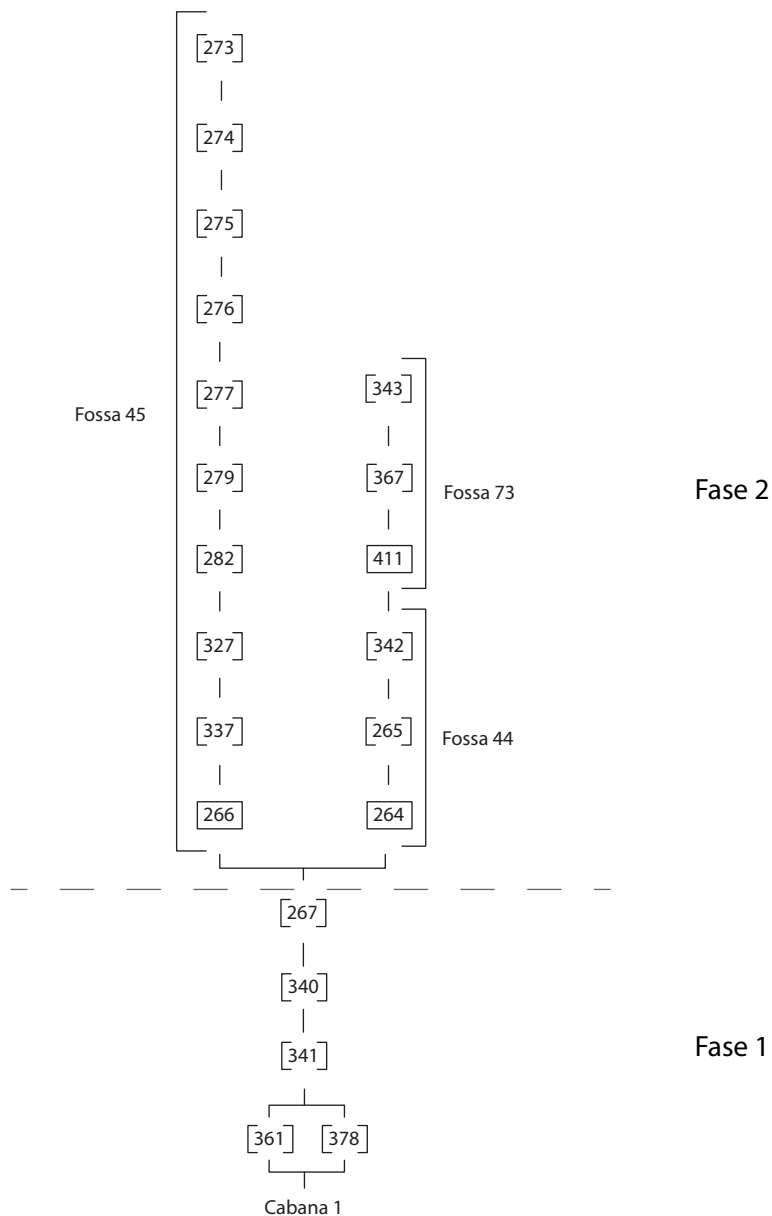 [273]
[274]
[275]
[276]
[277] [343]
Fossa 45
[279] [367] Fase 2
Fossa 73
[282] 411
[327] [342]
[337] [265]
Fossa 44
266 264
[267]
[340]
Fase 1
[341]
[361] [378]
Cabana 1